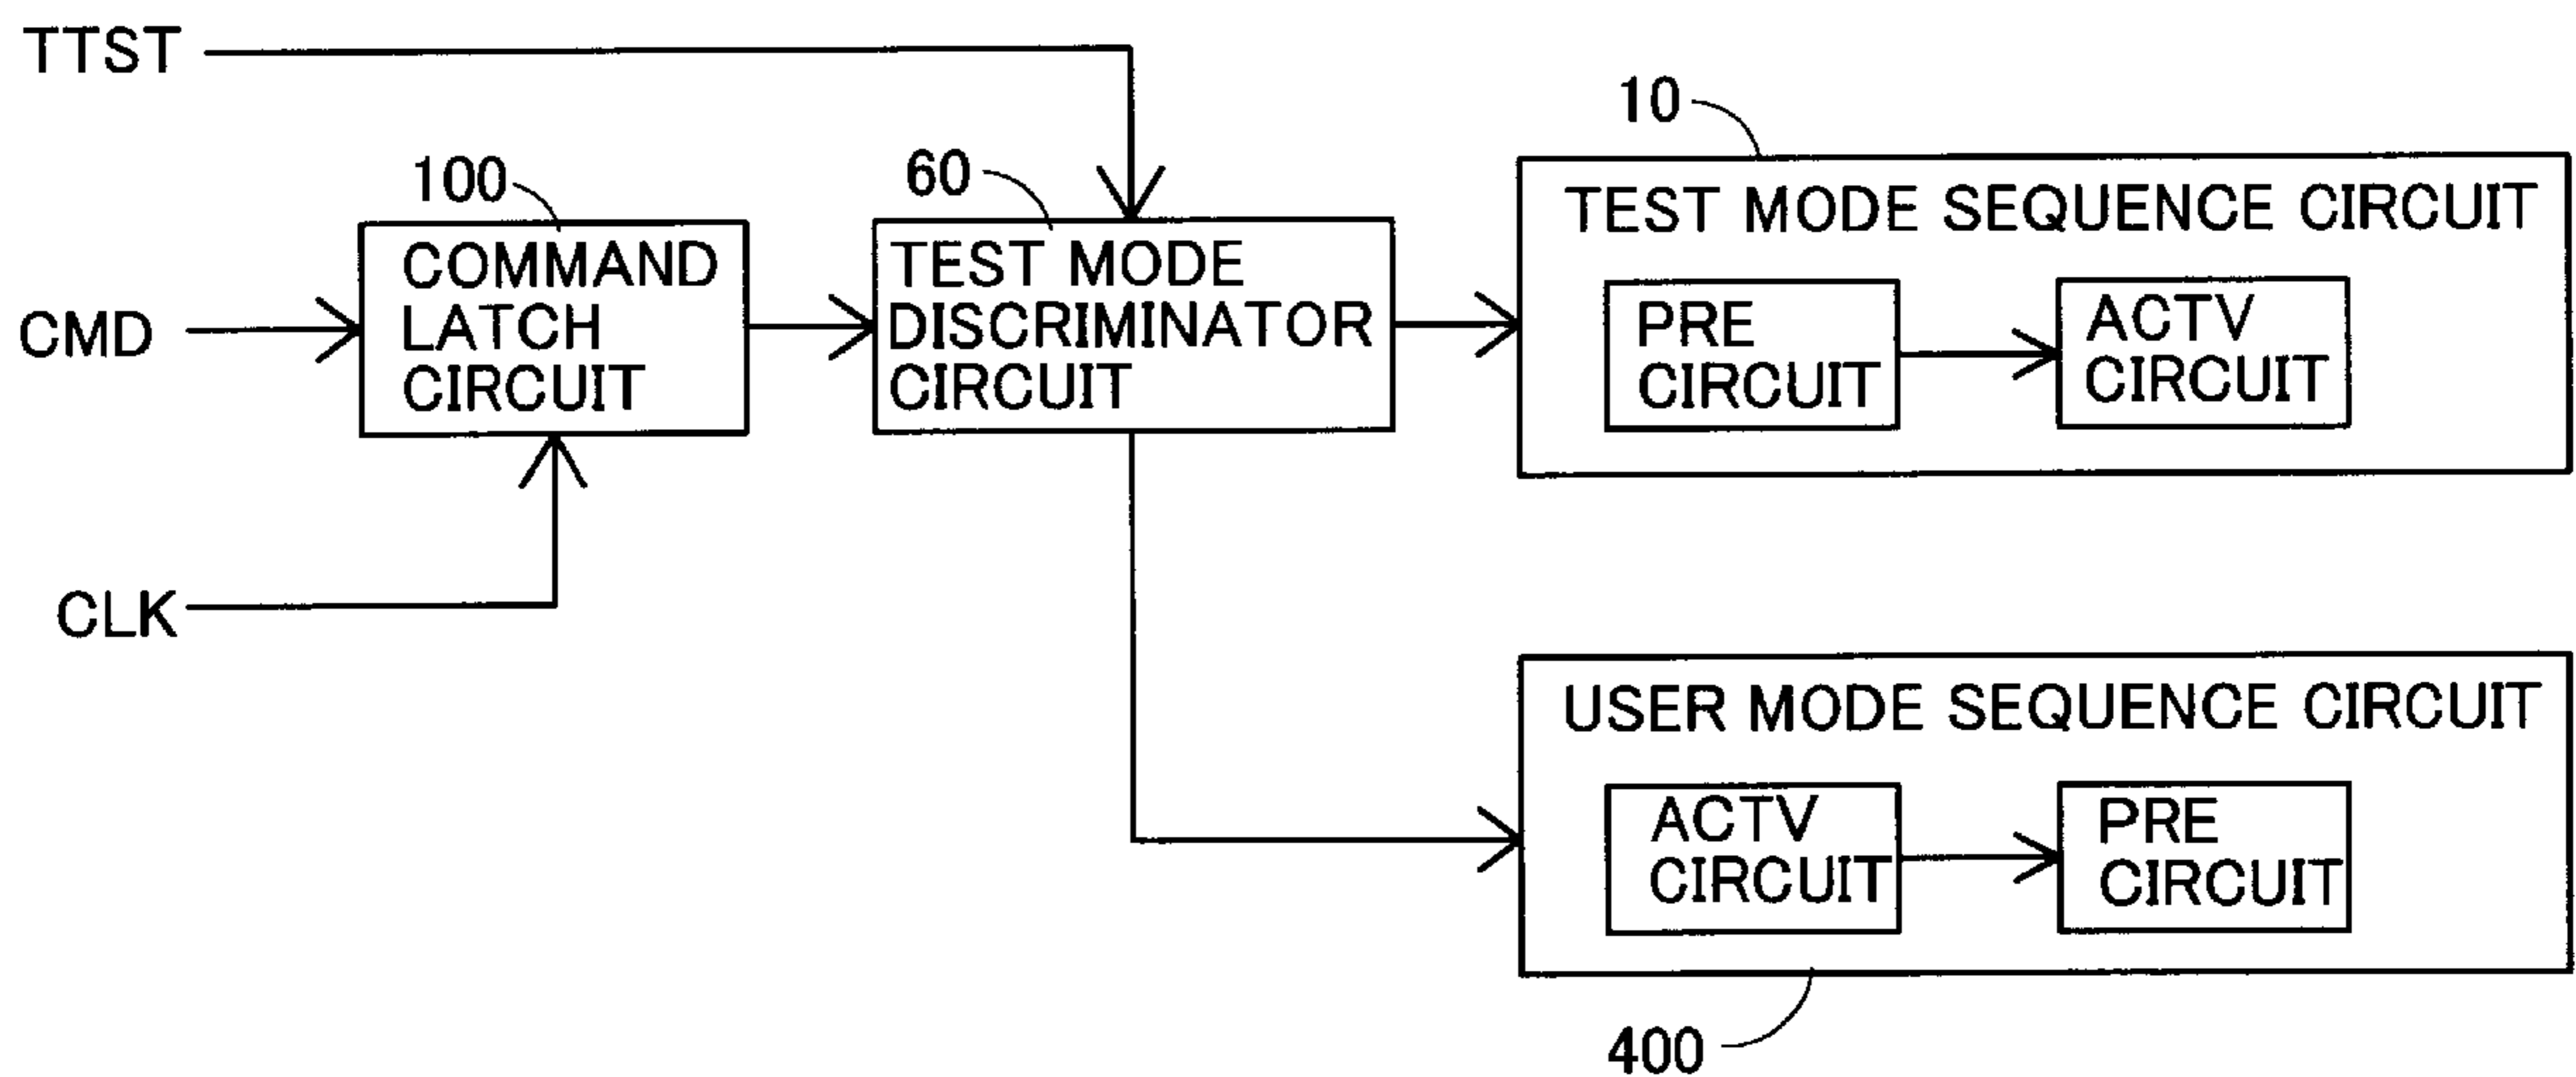 TTST
10
100
60
TEST MODE SEQUENCE CIRCUIT
COMMAND
LATCH
CIRCUIT
TEST MODE
DISCRIMINATOR
CIRCUIT
PRE
CIRCUIT
ACTV
CIRCUIT
CMD
CLK
USER MODE SEQUENCE CIRCUIT
ACTV
CIRCUIT
PRE
CIRCUIT
400